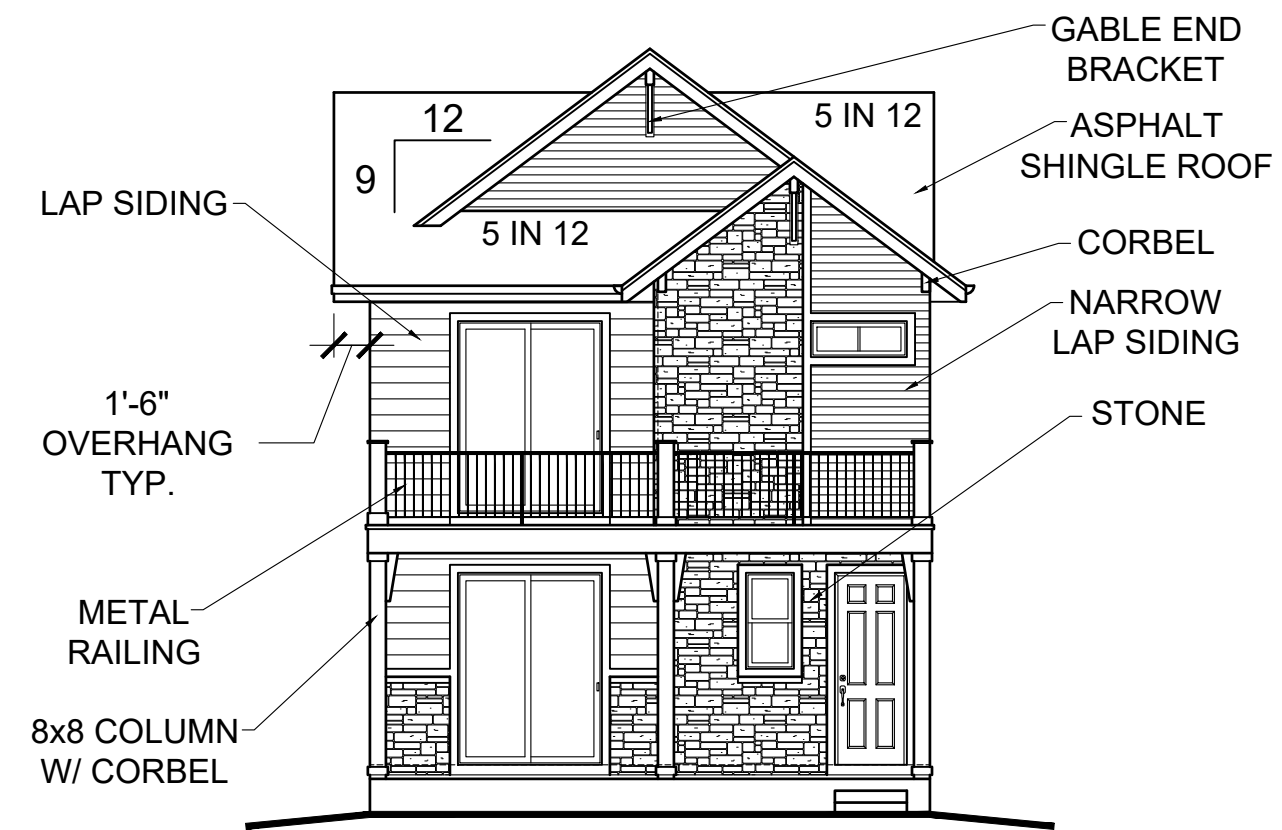 GABLE END
BRACKET
12
5 IN 12
ASPHALT
SHINGLE ROOF
9
LAP SIDING
5 IN 12
CORBEL
NARROW
LAP SIDING
1'-6"
OVERHANG
TYP.
STONE
METAL
RAILING
8x8 COLUMN
W/ CORBEL